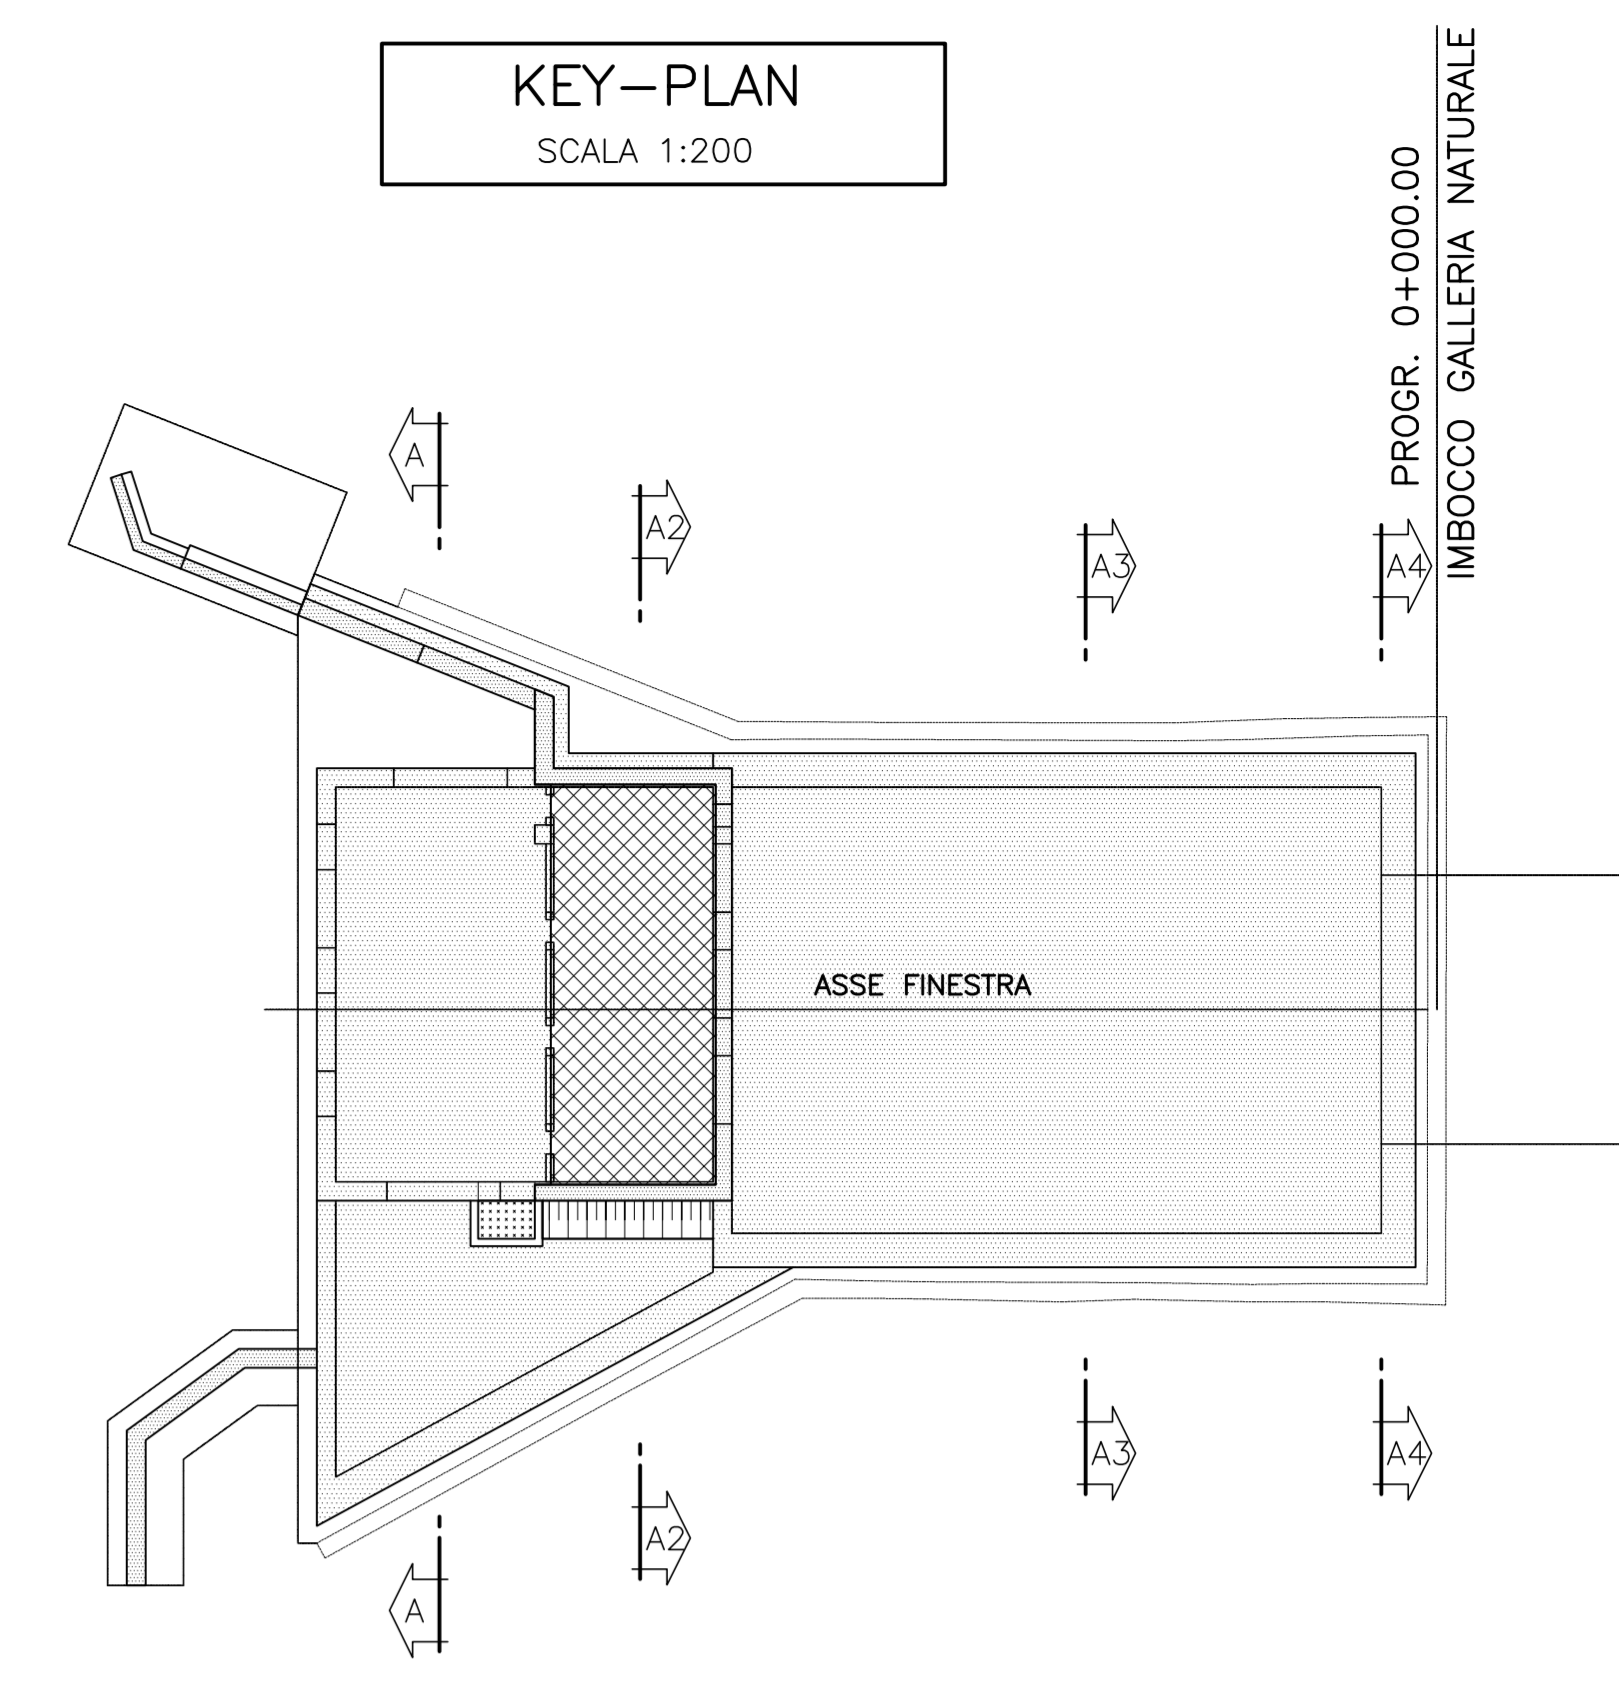 KEY-PLAN
SCALA 1:200
PROGR. 0+000.00
IMBOCCO GALLERIA NATURALE
A
A2
A3
A4
ASSE FINESTRA
A3
A4
A2
A